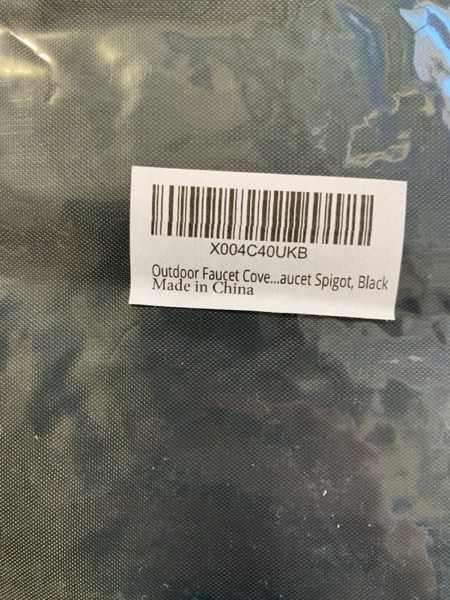 X004C40UKB
Outdoor Faucet Cove...aucet Spigot, Black
Made in China